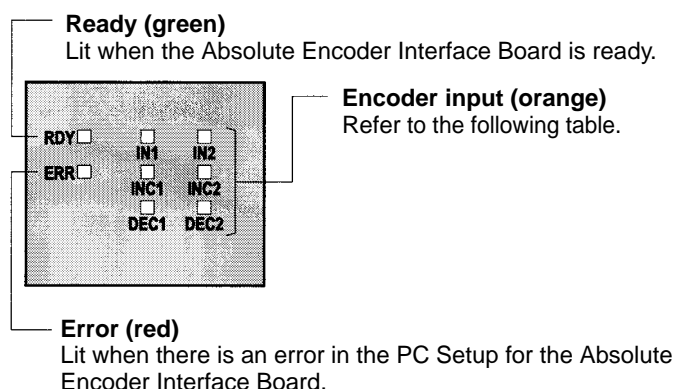 Ready (green)
Lit when the Absolute Encoder Interface Board is ready.
Encoder input (orange)
Refer to the following table.
RDY
IN1 IN2
ERR
INC1 INC2
DEC1 DEC2
Error (red)
Lit when there is an error in the PC Setup for the Absolute
Encoder Interface Board.